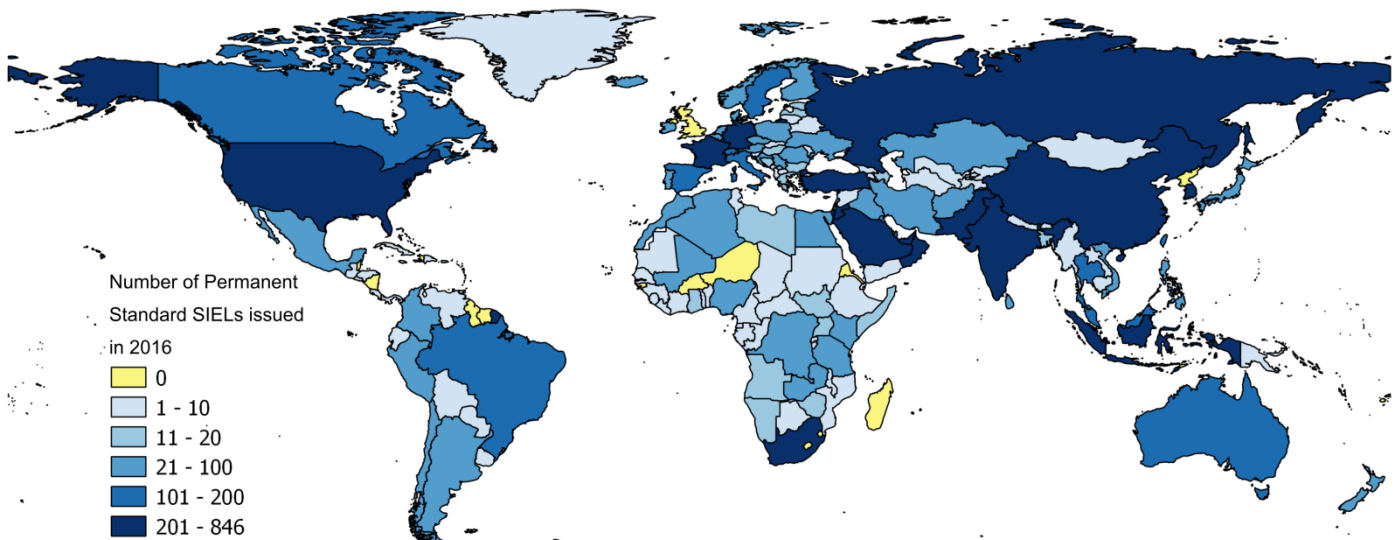 Number of Permanent
Standard SIELs issued
in 2016
0
1 - 10
11 - 20
21 - 100
101 - 200
201 - 846